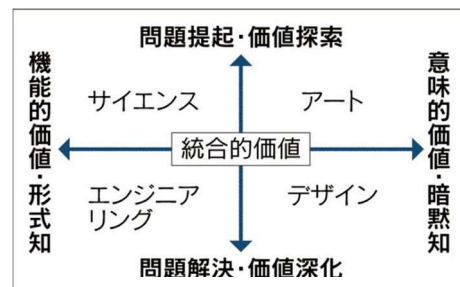 問題提起・価値探索
機能的価値・形式知
意味的価値・暗黙知
サイエンス
アート
統合的価値
エンジニア
リング
デザイン
問題解決・価値深化